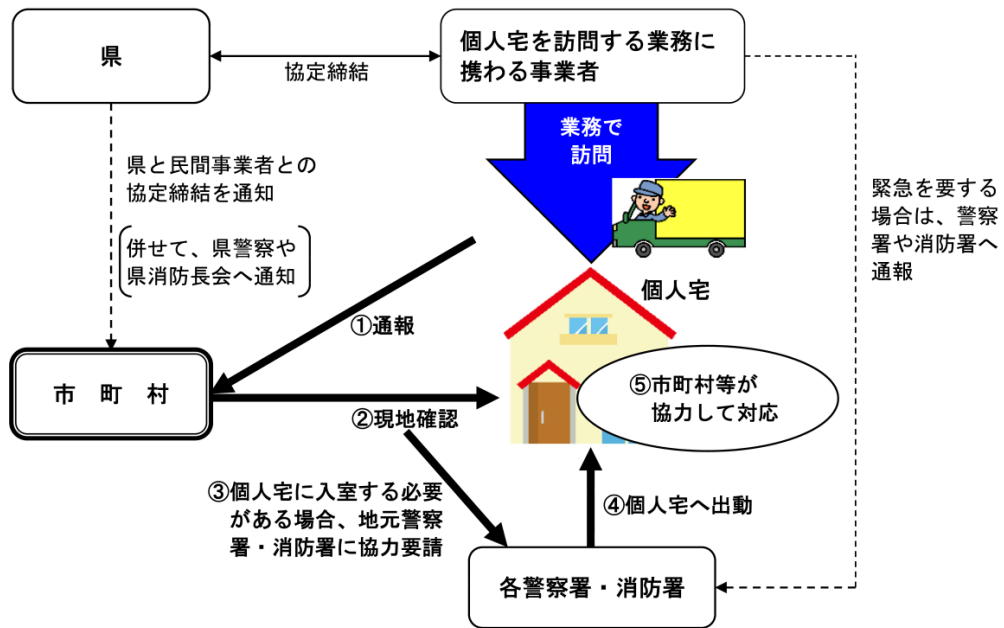 県
協定締結
個人宅を訪問する業務に
携わる事業者
業務で
訪問
県と民間事業者との
協定締結を通知
併せて、県警察や
県消防長会へ通知
緊急を要する
場合は、警察
署や消防署へ
通報
個人宅
①通報
市 町 村
②現地確認
⑤市町村等が
協力して対応
③個人宅に入室する必要
がある場合、地元警察
署・消防署に協力要請
④個人宅へ出動
各警察署・消防署